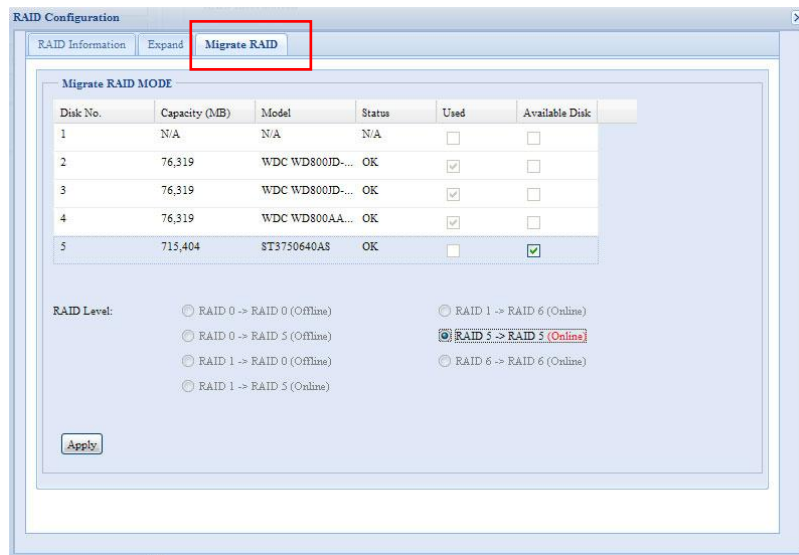 RAID Configuration
RAID Information Expand Migrate RAID
Migrate RAID MODE
Disk No. Capacity (MB) Model Status Used Available Disk
1 N/A N/A N/A
2 76,319 WDC WD800JD-... OK
3 76,319 WDC WD800JD-... OK
4 76,319 WDC WD800AA... OK
5 715,404 ST3750640AS OK
RAID Level: RAID 0 -> RAID 0 (Offline) RAID 1 -> RAID 6 (Online)
RAID 0 -> RAID 5 (Offline) RAID 5 -> RAID 5 (Online)
RAID 1 -> RAID 0 (Offline) RAID 6 -> RAID 6 (Online)
RAID 1 -> RAID 5 (Online)
Apply